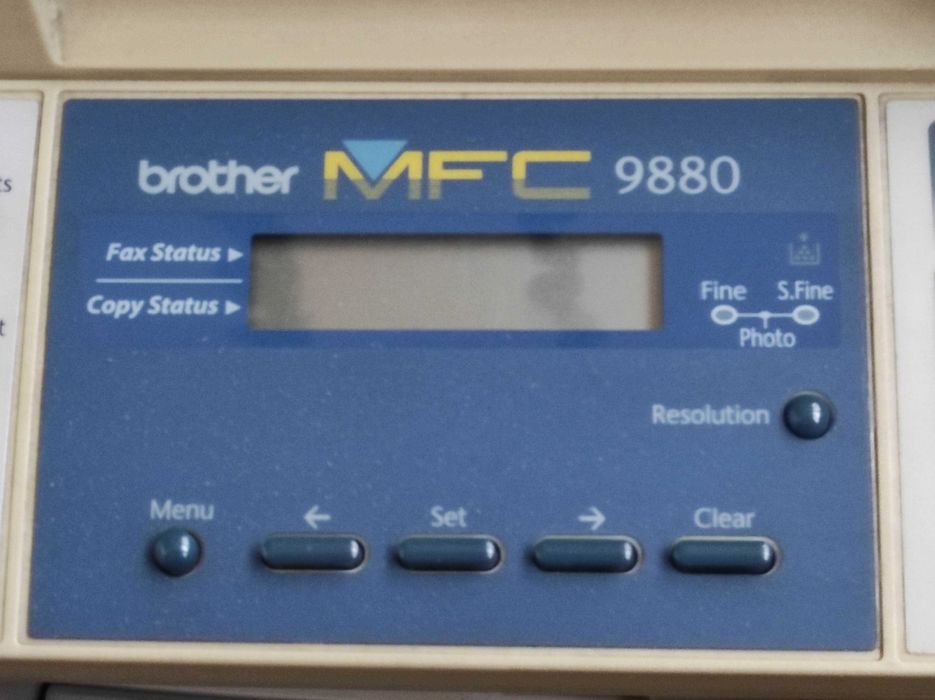 brother MFC 9880
Fax Status
Copy Status
Fine S.Fine
Photo
Resolution
Menu ← Set → Clear